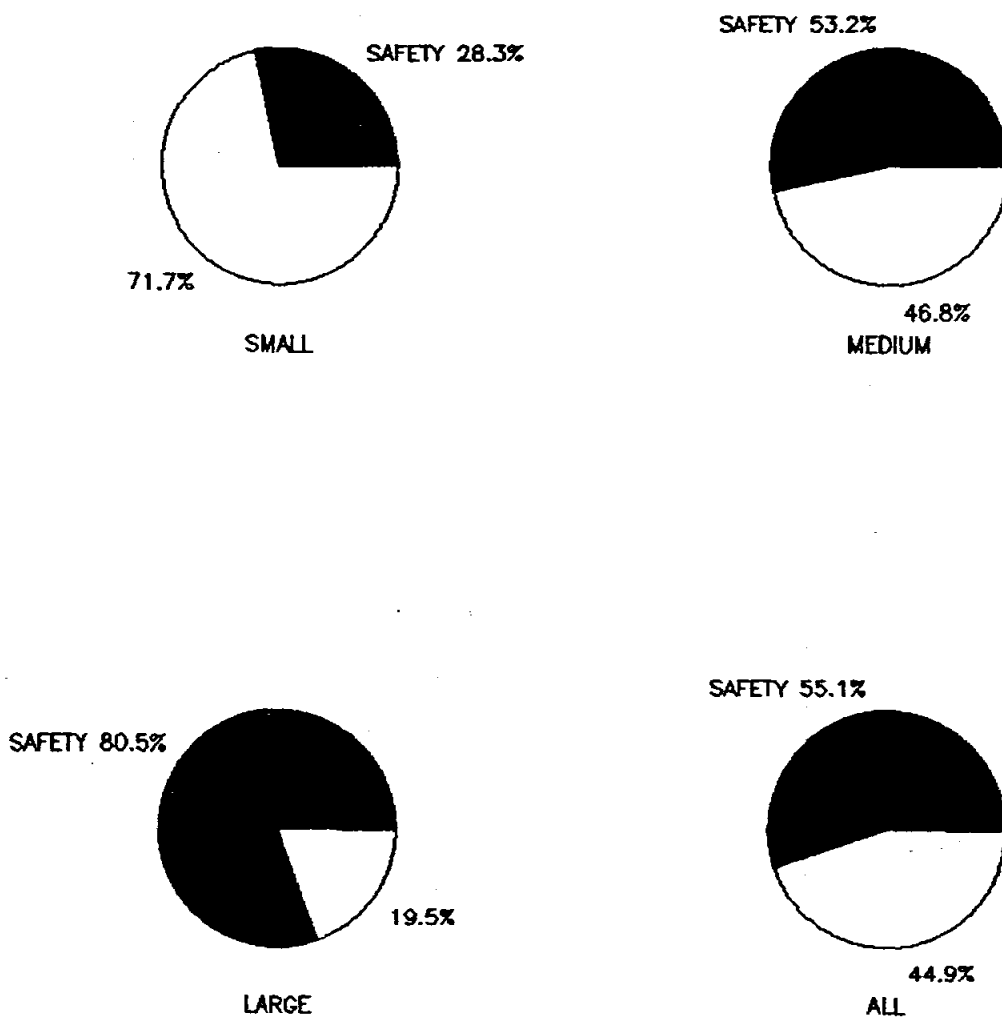 SAFETY 28.3%
71.7%
SMALL
SAFETY 53.2%
46.8%
MEDIUM
SAFETY 80.5%
19.5%
LARGE
SAFETY 55.1%
44.9%
ALL